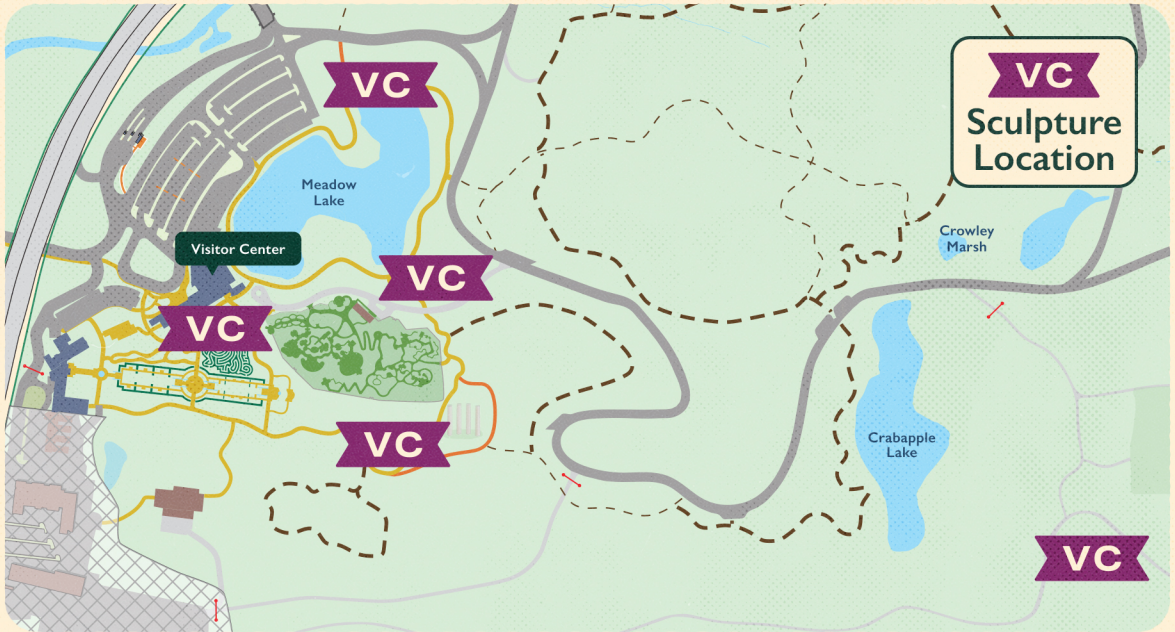 VC
VC
Sculpture
Location
Meadow
Lake
Visitor Center
Crowley
Marsh
VC
VC
VC
Crabapple
Lake
VC